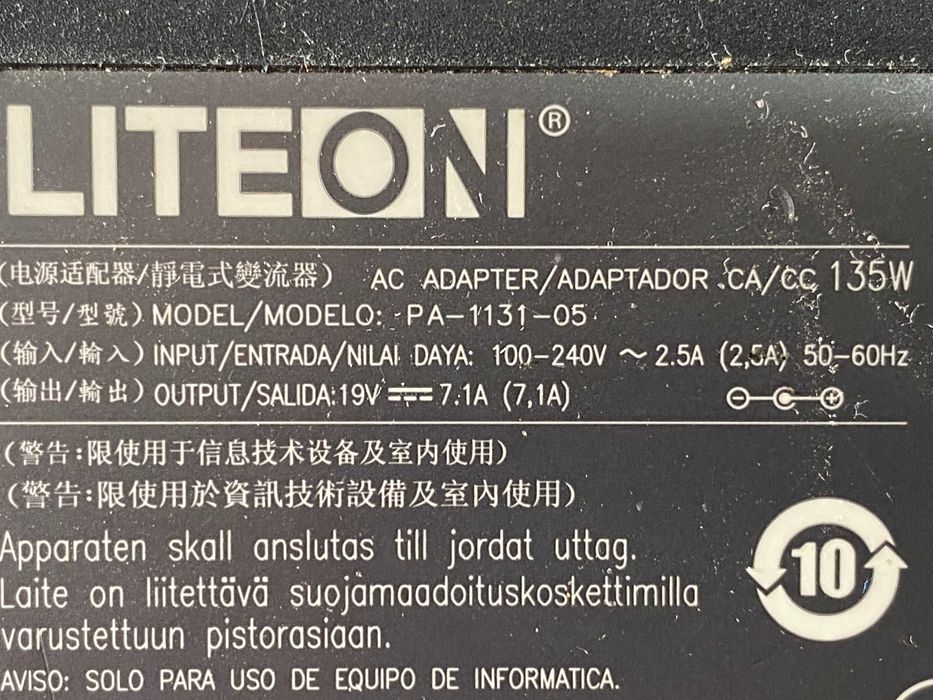 LITEON®
(电源适配器/靜電式變流器) AC ADAPTER/ADAPTADOR CA/CC 135W
(型号/型號) MODEL/MODELO: PA-1131-05
(输入/輸入) INPUT/ENTRADA/NILAI DAYA: 100-240V ~ 2.5A (2,5A) 50-60Hz
(输出/輸出) OUTPUT/SALIDA:19V ⎓ 7.1A (7,1A)
(警告:限使用于信息技术设备及室内使用)
(警告:限使用於資訊技術設備及室內使用)
Apparaten skall anslutas till jordat uttag.
Laite on liitettävä suojamaadoituskoskettimilla
varustettuun pistorasiaan.
10
AVISO: SOLO PARA USO DE EQUIPO DE INFORMATICA.